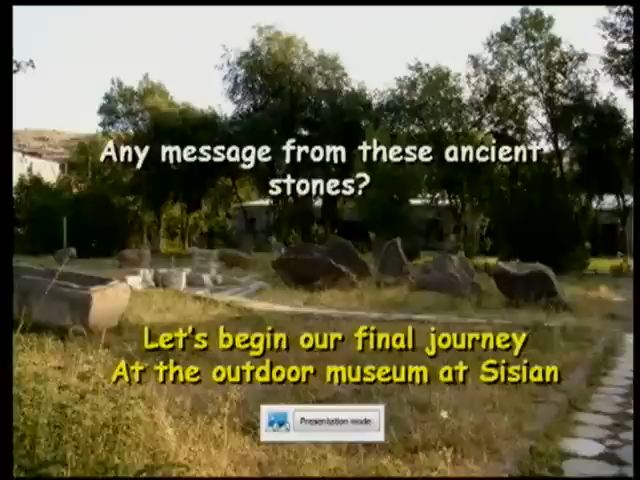 Any message from these ancient
stones?
Let's begin our final journey
At the outdoor museum at Sisian
Presentation mode